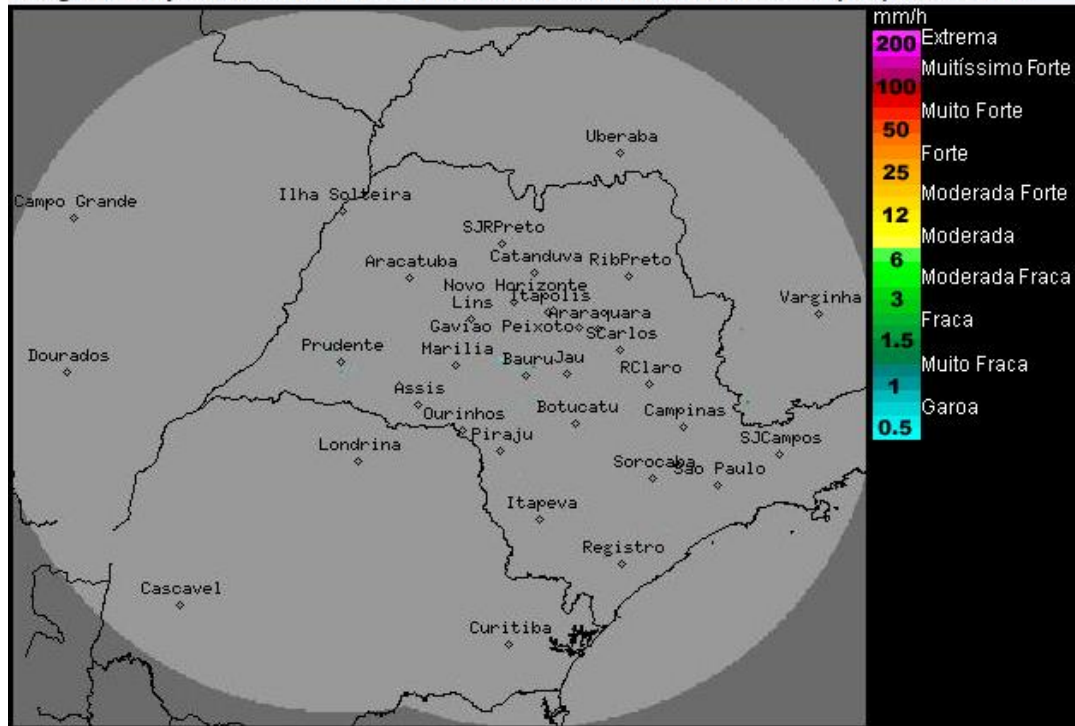 mm/h
200
Extrema
Muitíssimo Forte
100
Muito Forte
50
Forte
25
Moderada Forte
12
Moderada
6
Moderada Fraca
3
Fraca
1.5
Muito Fraca
1
Garoa
0.5
Uberaba
Campo Grande
Ilha Solteira
SJRPreto
Aracatuba
Catanduva
RibPreto
Novo Horizonte
Lins
Itapolis
Araraquara
Varginha
Gaviao Peixoto
SCarlos
Dourados
Prudente
Marilia
Bauru
Jau
RClaro
Assis
Ourinhos
Botucatu
Campinas
Londrina
Piraju
SJCampos
Sorocaba
Sao Paulo
Itapeva
Registro
Cascavel
Curitiba